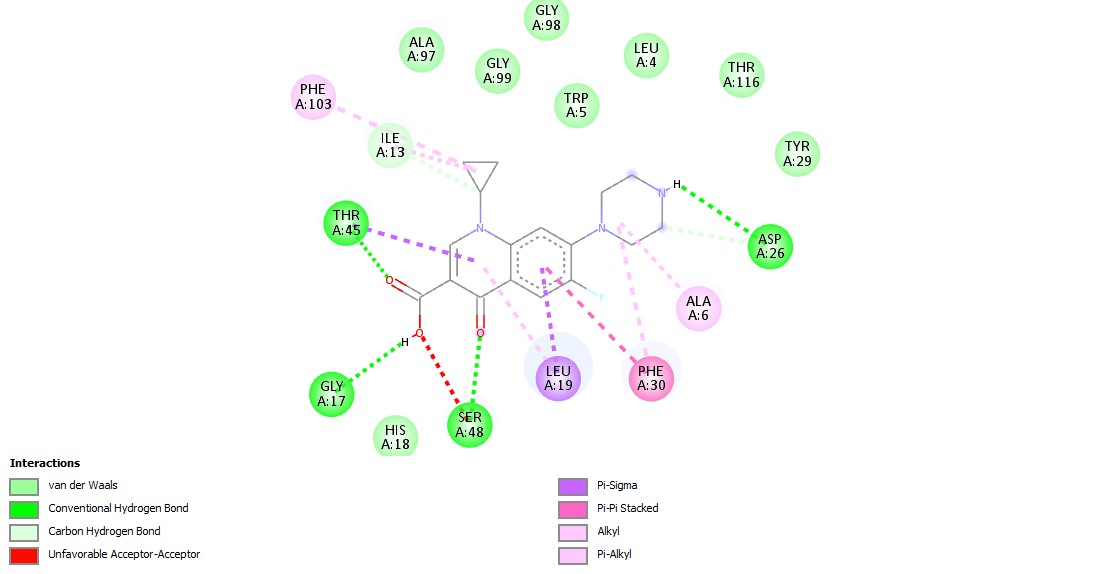 GLY
A:98
ALA
A:97
LEU
A:4
GLY
A:99
THR
A:116
PHE
A:103
TRP
A:5
ILE
A:13
TYR
A:29
H
N
THR
A:45
N
N
ASP
A:26
O
F
ALA
A:6
O
O
H
GLY
A:17
LEU
A:19
PHE
A:30
SER
A:48
HIS
A:18
Interactions
van der Waals
Conventional Hydrogen Bond
Carbon Hydrogen Bond
Unfavorable Acceptor-Acceptor
Pi-Sigma
Pi-Pi Stacked
Alkyl
Pi-Alkyl